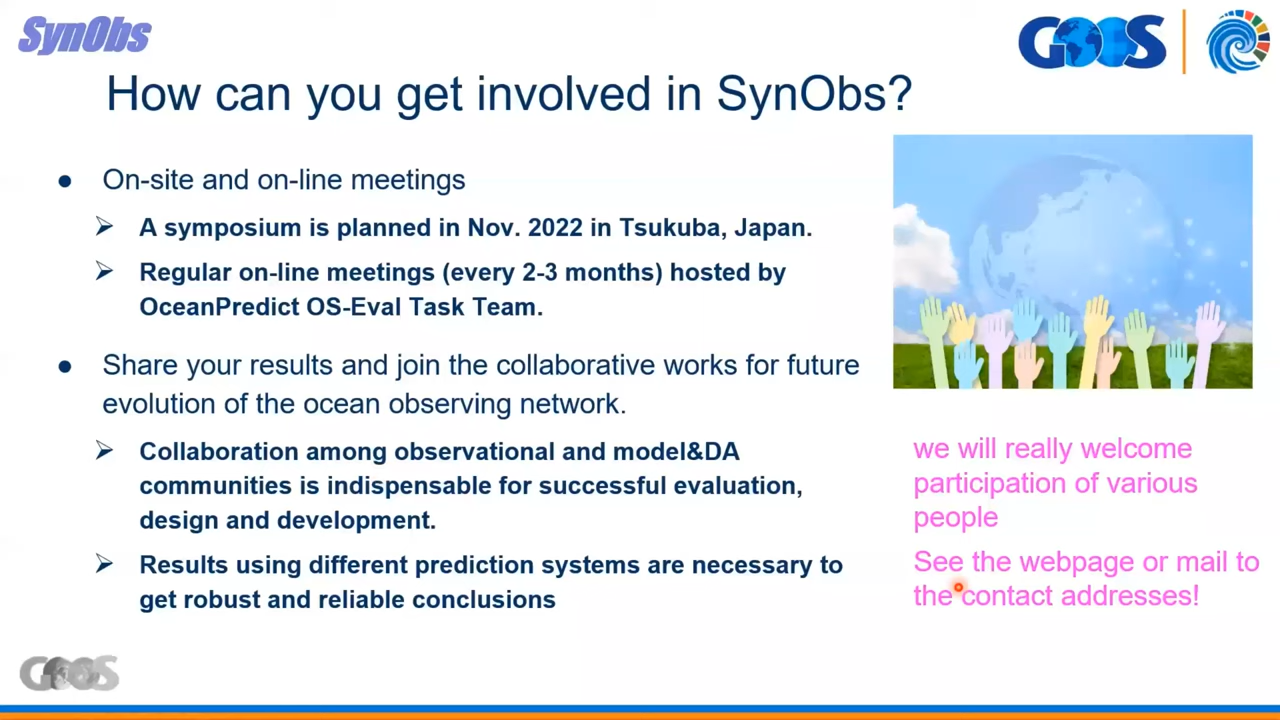 SynObs
GOOS
How can you get involved in SynObs?
● On-site and on-line meetings
➢ A symposium is planned in Nov. 2022 in Tsukuba, Japan.
➢ Regular on-line meetings (every 2-3 months) hosted by
OceanPredict OS-Eval Task Team.
● Share your results and join the collaborative works for future
evolution of the ocean observing network.
➢ Collaboration among observational and model&DA
communities is indispensable for successful evaluation,
design and development.
➢ Results using different prediction systems are necessary to
get robust and reliable conclusions
we will really welcome
participation of various
people
See the webpage or mail to
the contact addresses!
GOOS